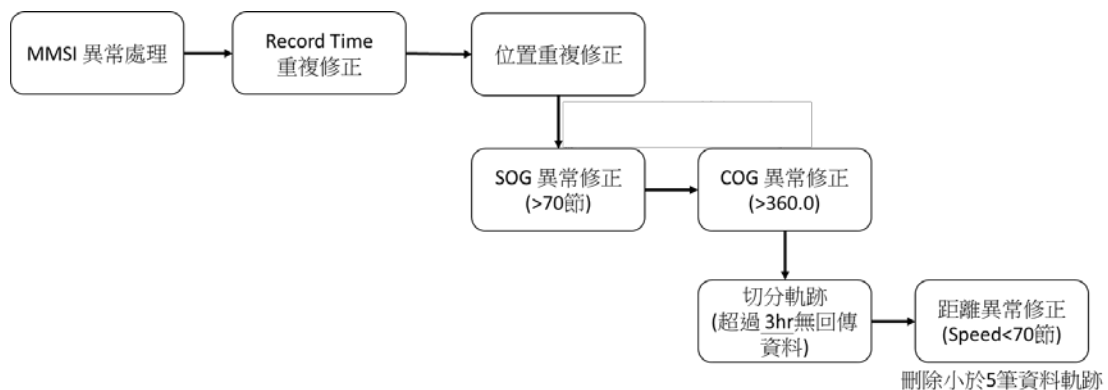 MMSI 異常處理
Record Time
重複修正
位置重複修正
SOG 異常修正
(>70節)
COG 異常修正
(>360.0)
切分軌跡
(超過 3hr無回傳
資料)
距離異常修正
(Speed<70節)
刪除小於5筆資料軌跡